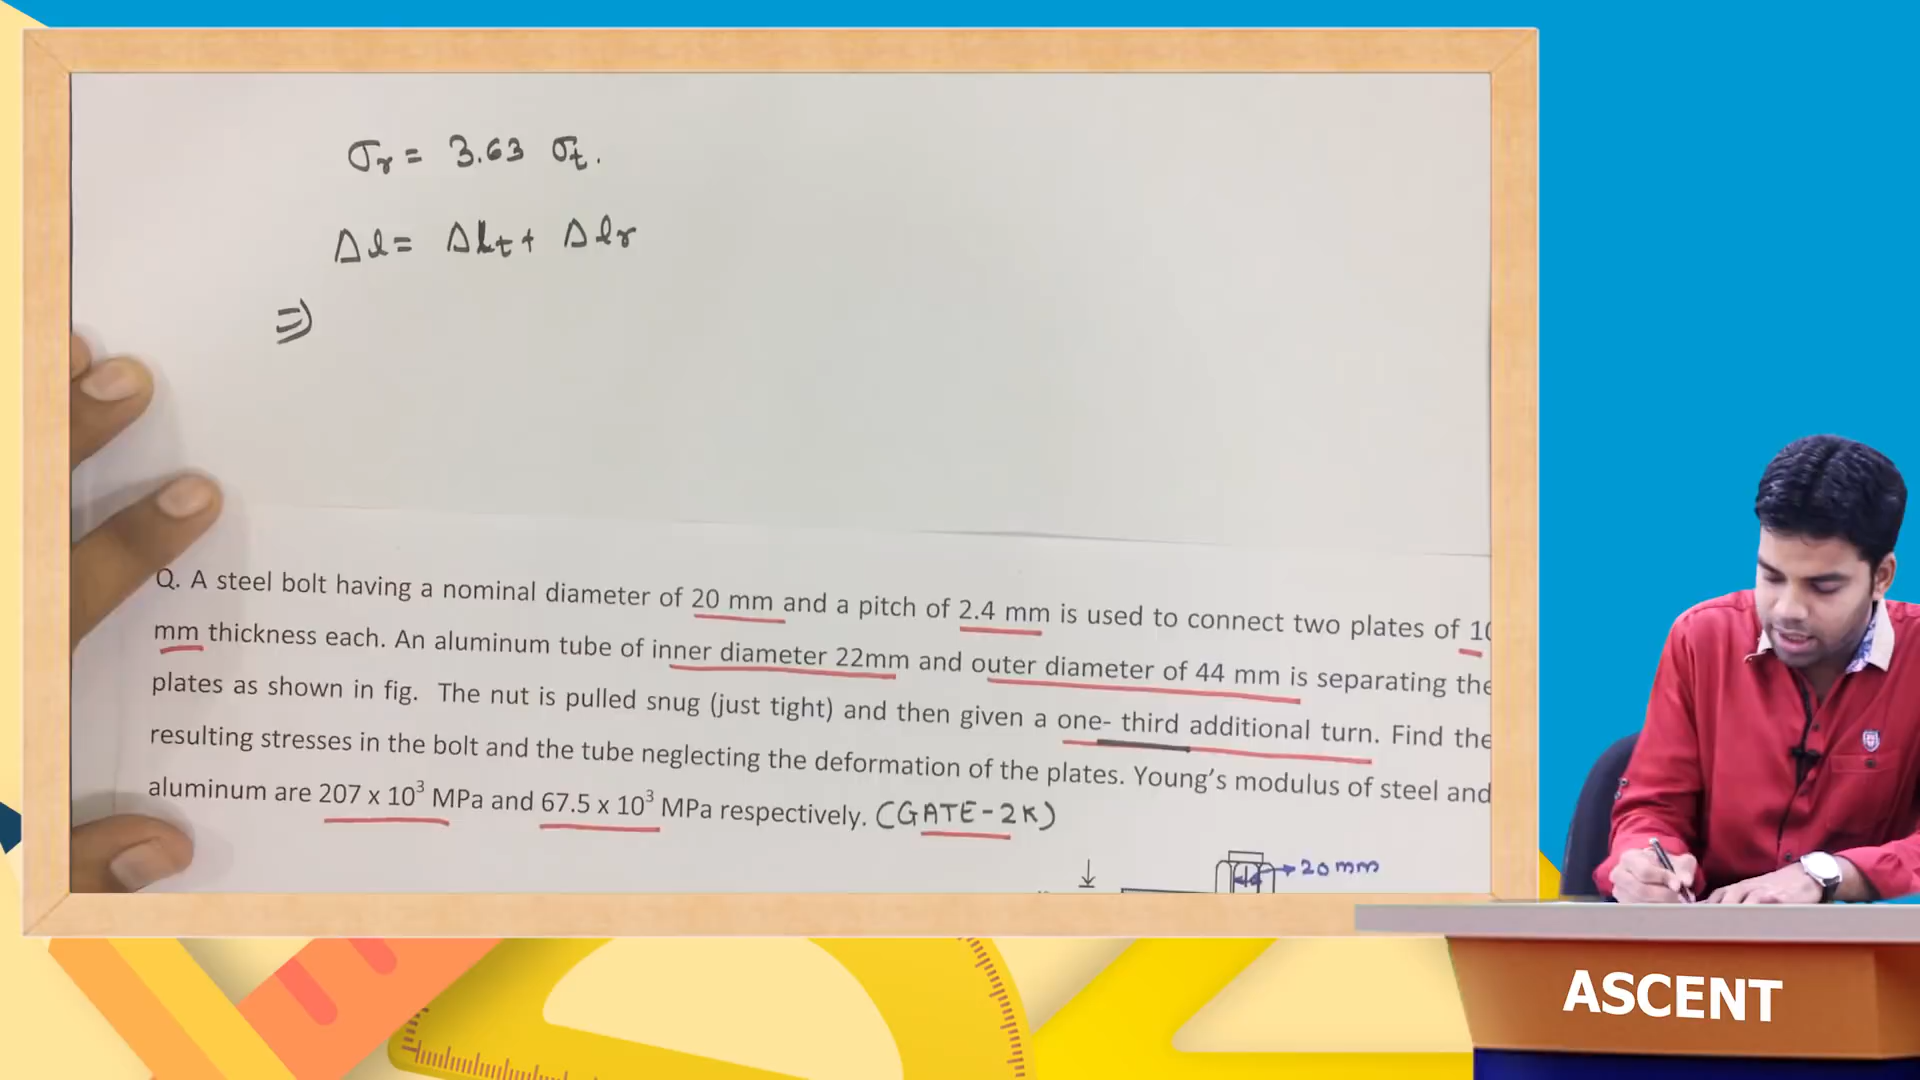 σr = 3.63 σt.
Δl = Δlt + Δlr
⇒
Q. A steel bolt having a nominal diameter of 20 mm and a pitch of 2.4 mm is used to connect two plates of 10
mm thickness each. An aluminum tube of inner diameter 22mm and outer diameter of 44 mm is separating the
plates as shown in fig. The nut is pulled snug (just tight) and then given a one- third additional turn. Find the
resulting stresses in the bolt and the tube neglecting the deformation of the plates. Young's modulus of steel and
aluminum are 207 x 10³ MPa and 67.5 x 10³ MPa respectively. (GATE-2K)
20mm
ASCENT